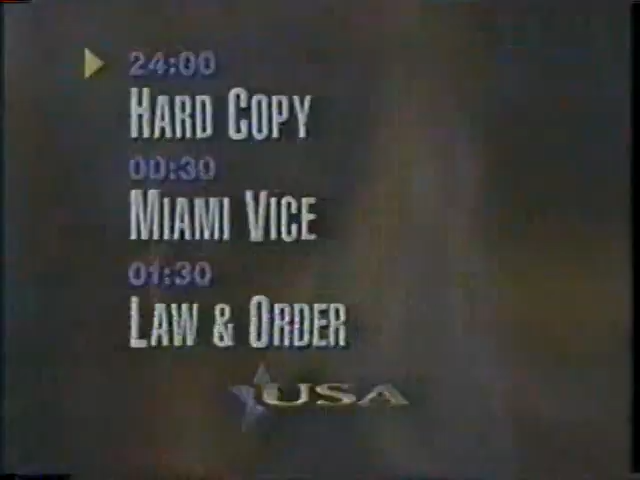 24:00
HARD COPY
00:30
MIAMI VICE
01:30
LAW & ORDER
USA